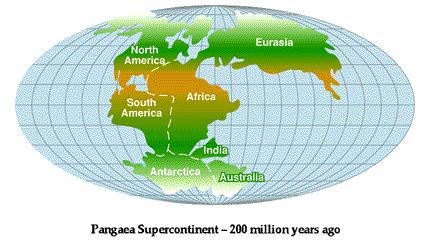 North
America
Eurasia
South
America
Africa
India
Antarctica
Australia
Pangaea Supercontinent – 200 million years ago